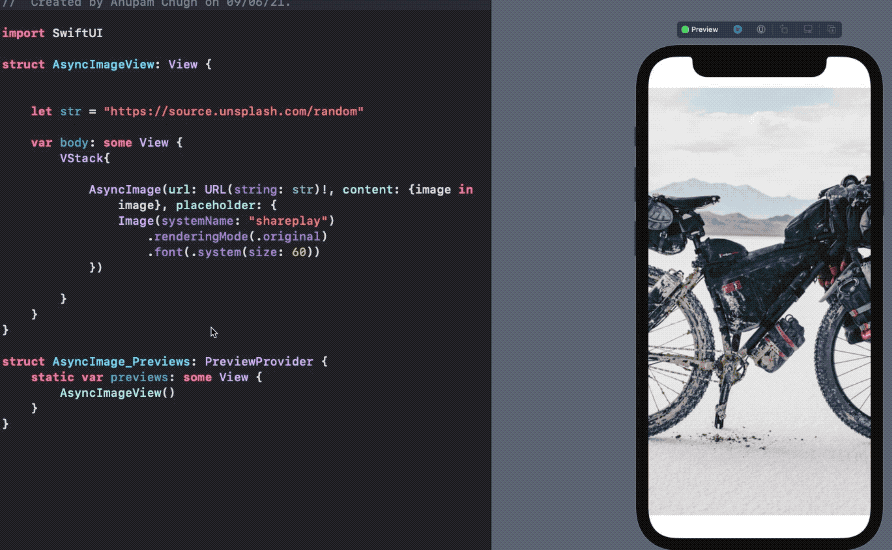 //  Created by Anupam Chugh on 09/06/21.
import SwiftUI
struct AsyncImageView: View {
let str = "https://source.unsplash.com/random"
var body: some View {
VStack{
AsyncImage(url: URL(string: str)!, content: {image in
image}, placeholder: {
Image(systemName: "shareplay")
.renderingMode(.original)
.font(.system(size: 60))
})
}
}
}
struct AsyncImage_Previews: PreviewProvider {
static var previews: some View {
AsyncImageView()
}
}
Preview